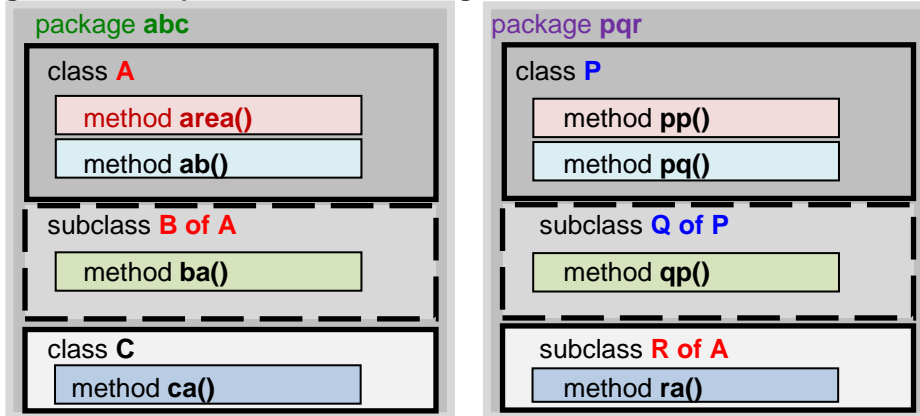 package abc
class A
method area()
method ab()
subclass B of A
method ba()
class C
method ca()
package pqr
class P
method pp()
method pq()
subclass Q of P
method qp()
subclass R of A
method ra()